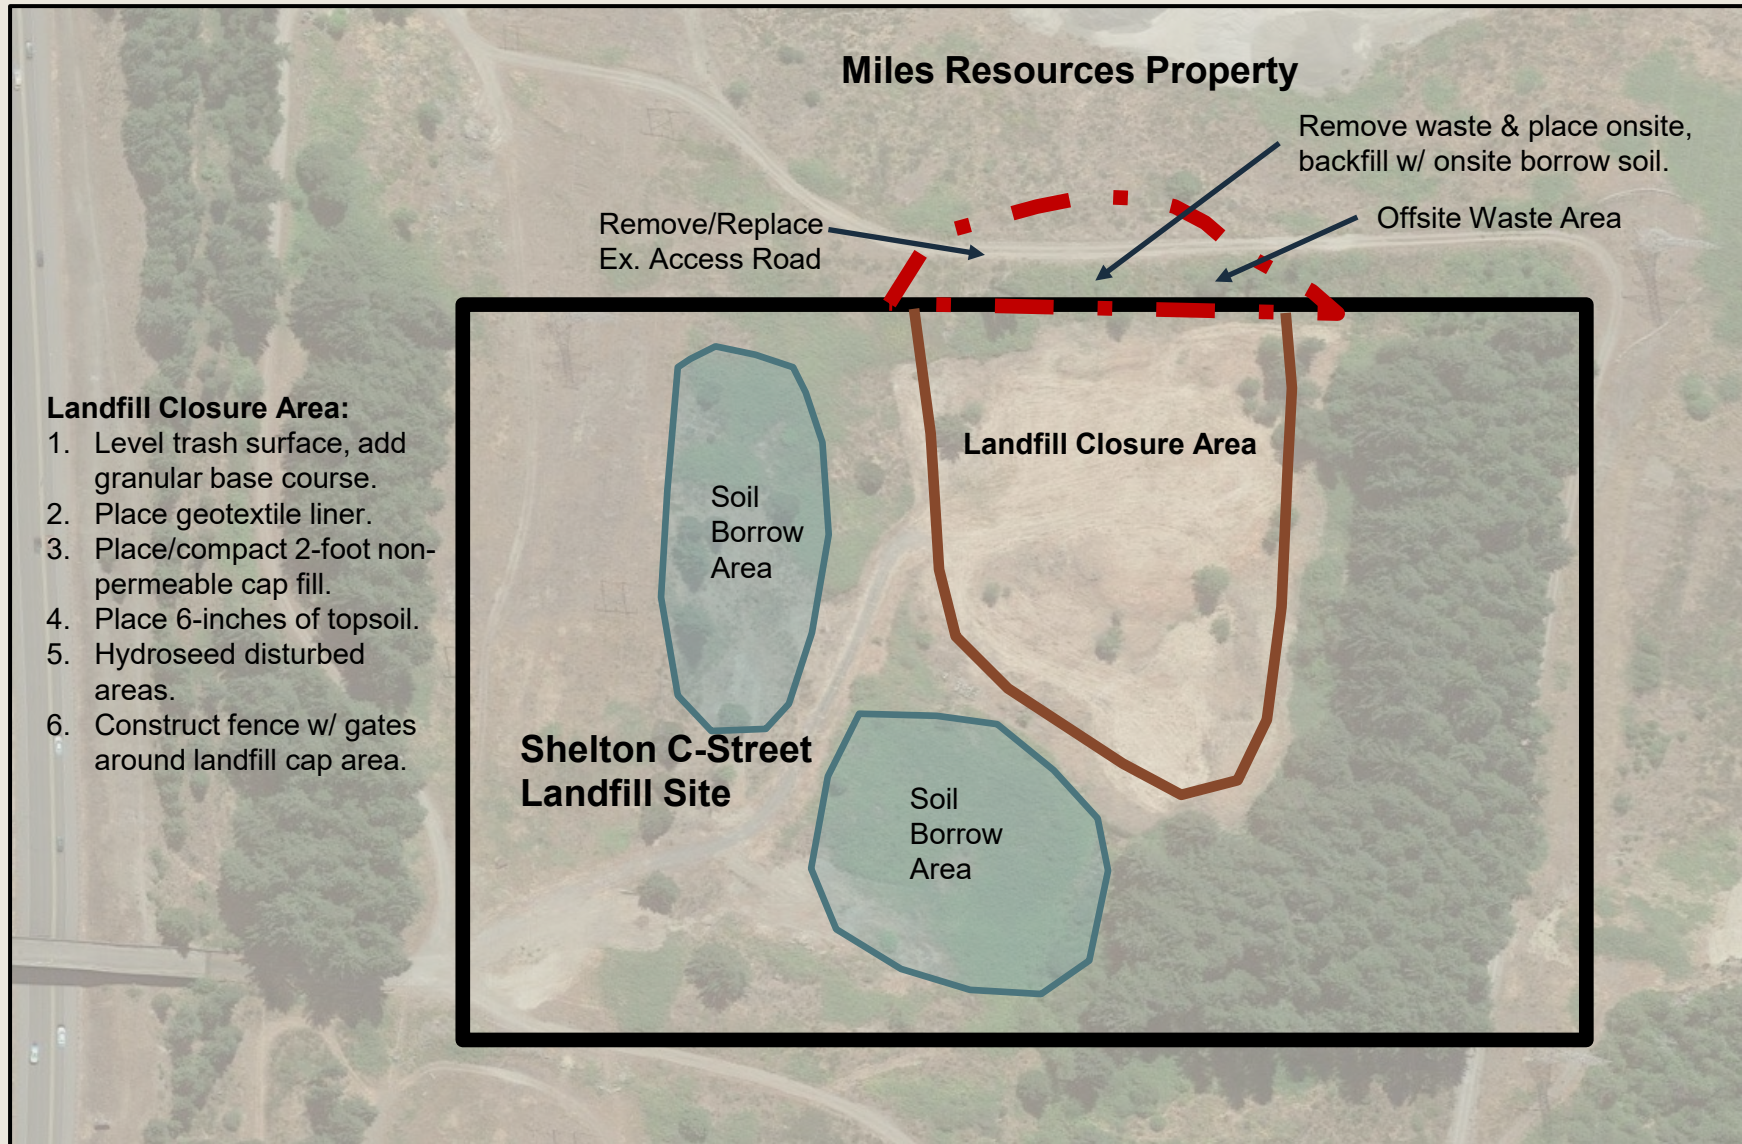 Miles Resources Property
Remove waste & place onsite,
backfill w/ onsite borrow soil.
Remove/Replace
Ex. Access Road
Offsite Waste Area
Landfill Closure Area:
1. Level trash surface, add
granular base course.
2. Place geotextile liner.
3. Place/compact 2-foot non-
permeable cap fill.
4. Place 6-inches of topsoil.
5. Hydroseed disturbed
areas.
6. Construct fence w/ gates
around landfill cap area.
Landfill Closure Area
Soil
Borrow
Area
Shelton C-Street
Landfill Site
Soil
Borrow
Area